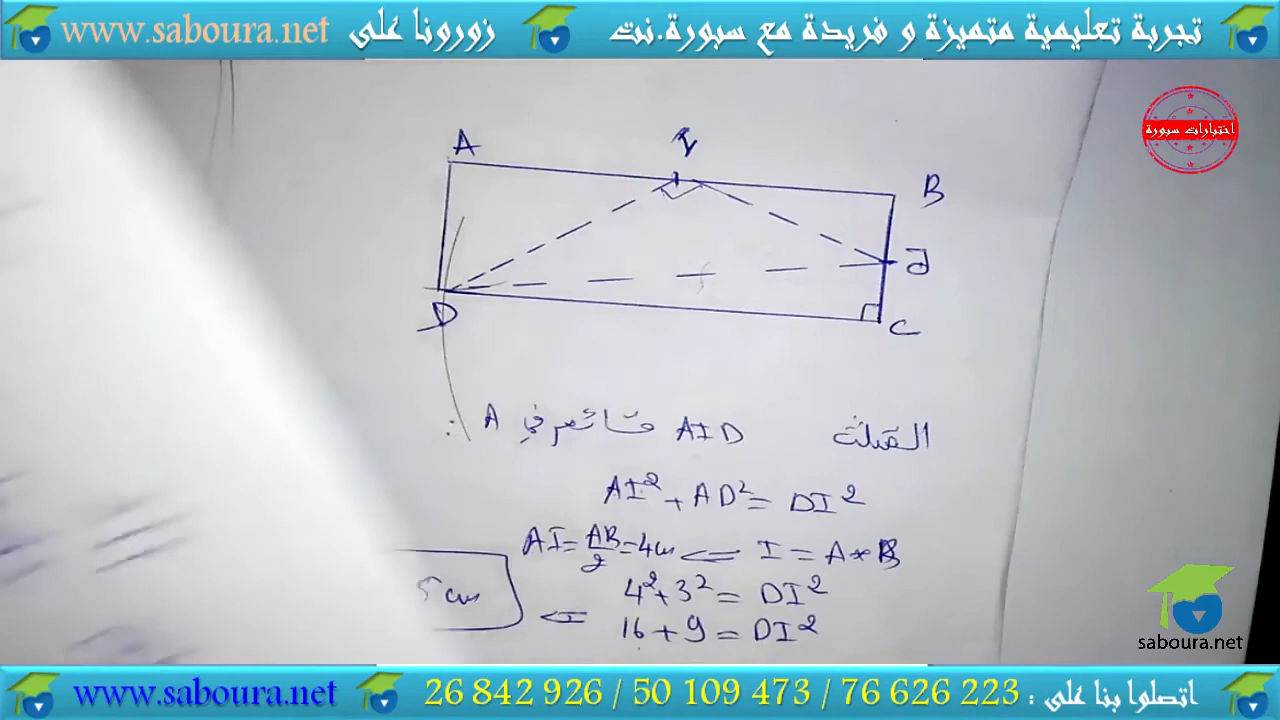 تجربة تعليمية متميزة و فريدة مع سبورة.نت زورونا على www.saboura.net
اختبارات سبورة
A
I
B
J
D
C
AID قائم في A :
AI² + AD² = DI²
AI = AB/2 = 4cm ⇐ I = A * B
4² + 3² = DI²
16 + 9 = DI²
⇐
5 cm
saboura.net
اتصلوا بنا على : 26 842 926 / 50 109 473 / 76 626 223 www.saboura.net